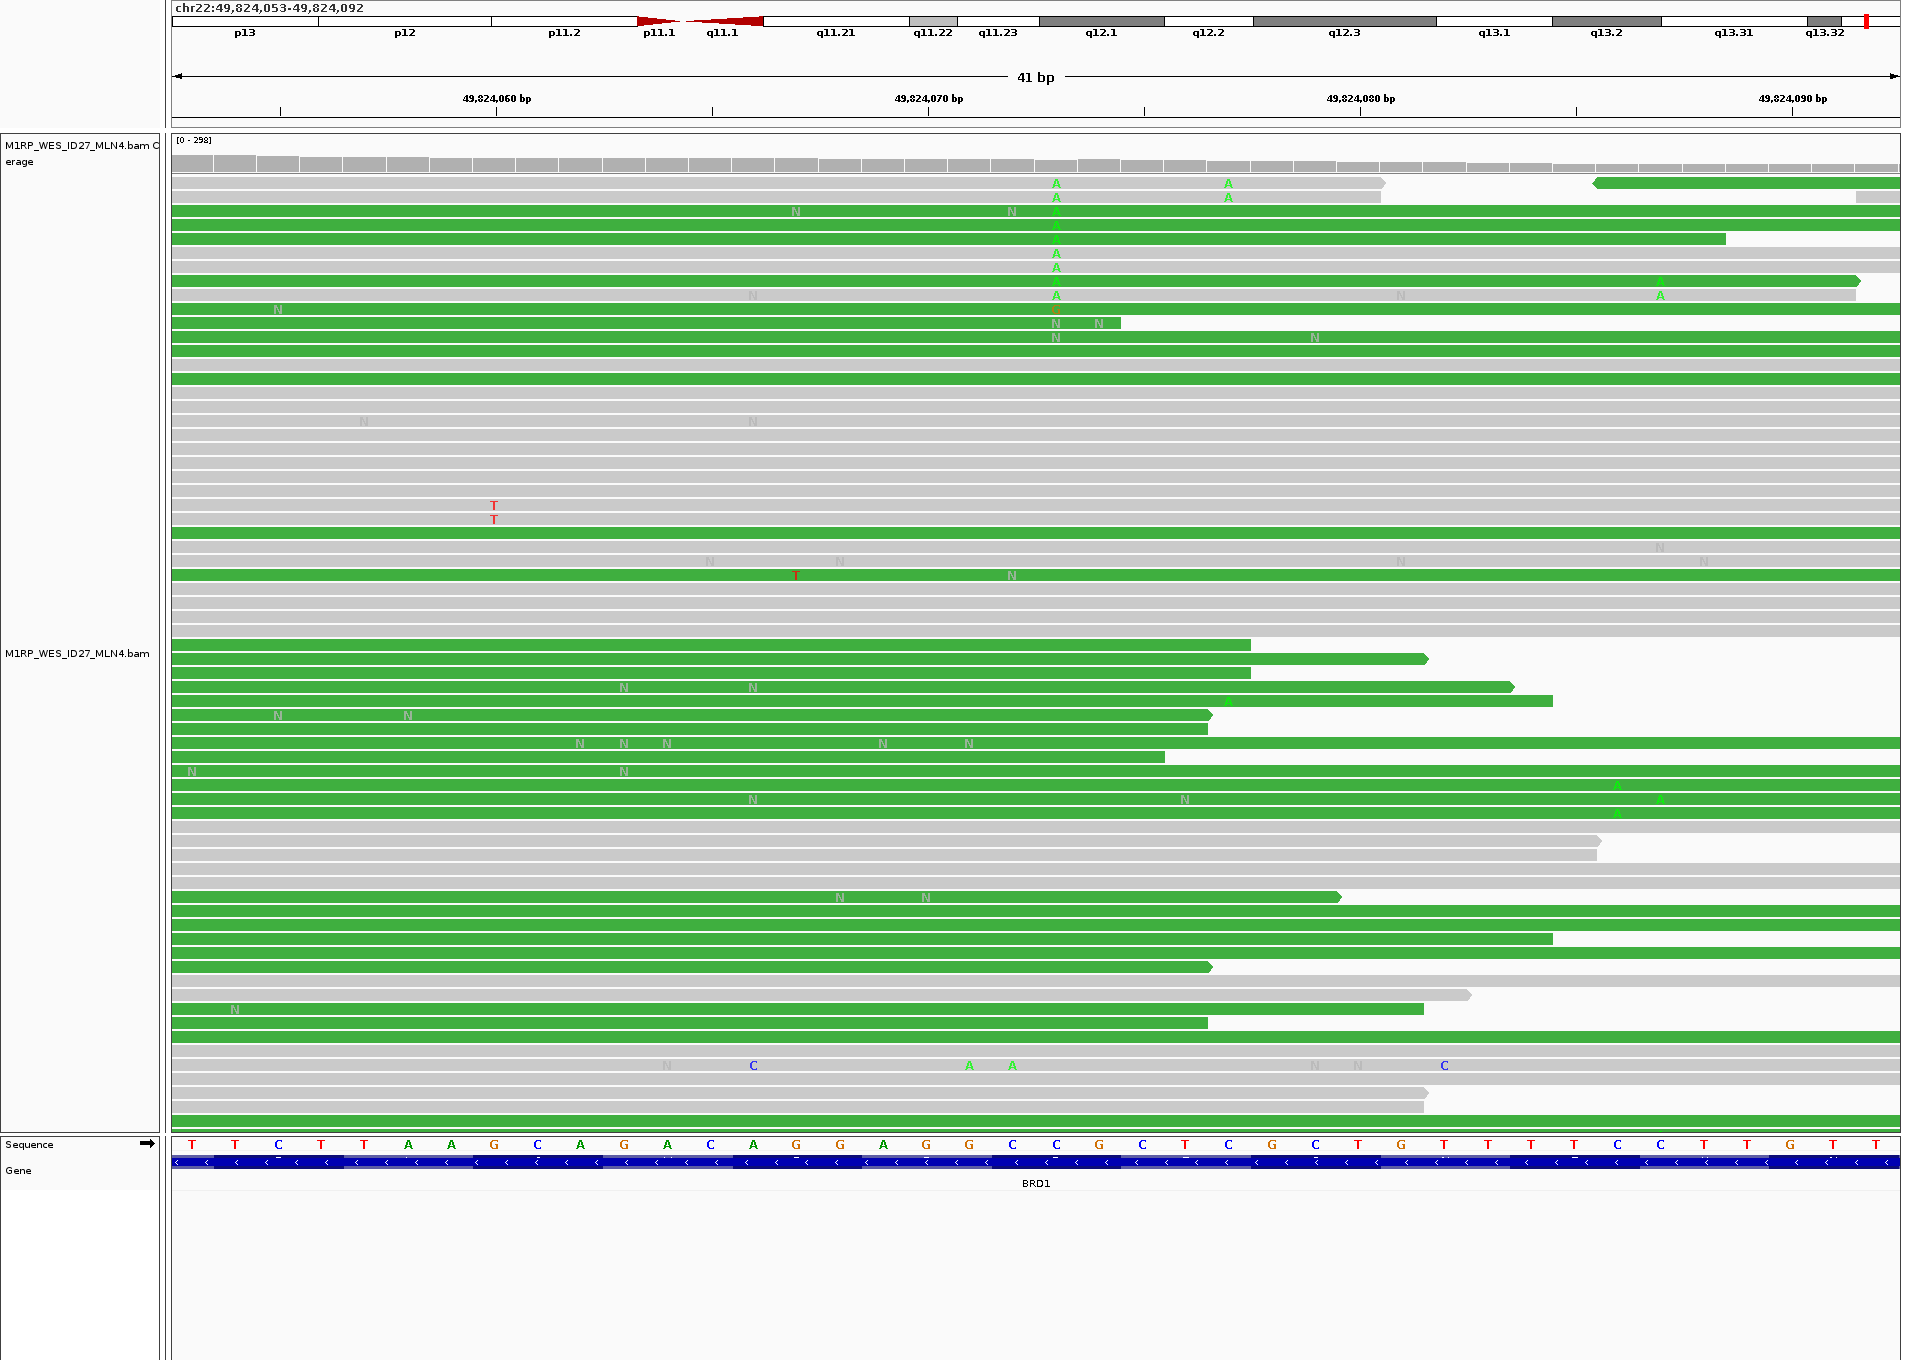 chr22:49,824,053-49,824,092
p13 p12 p11.2 p11.1 q11.1 q11.21 q11.22 q11.23 q12.1 q12.2 q12.3 q13.1 q13.2 q13.31 q13.32
41 bp
49,824,060 bp 49,824,070 bp 49,824,080 bp 49,824,090 bp
M1RP_WES_ID27_MLN4.bam C
erage
[0 - 298]
A A
A A
N N A
A
A
A
A
A A
N A N A
N G
N N
N N
N N
T
T
N
N N N N
T N
M1RP_WES_ID27_MLN4.bam
N N
A
N N
N N N N N
N N
A
N N A
A
N N
N
N C A A N N C
Sequence T T C T T A A G C A G A C A G G A G G C C G C T C G C T G T T T T C C T T G T T
Gene
BRD1